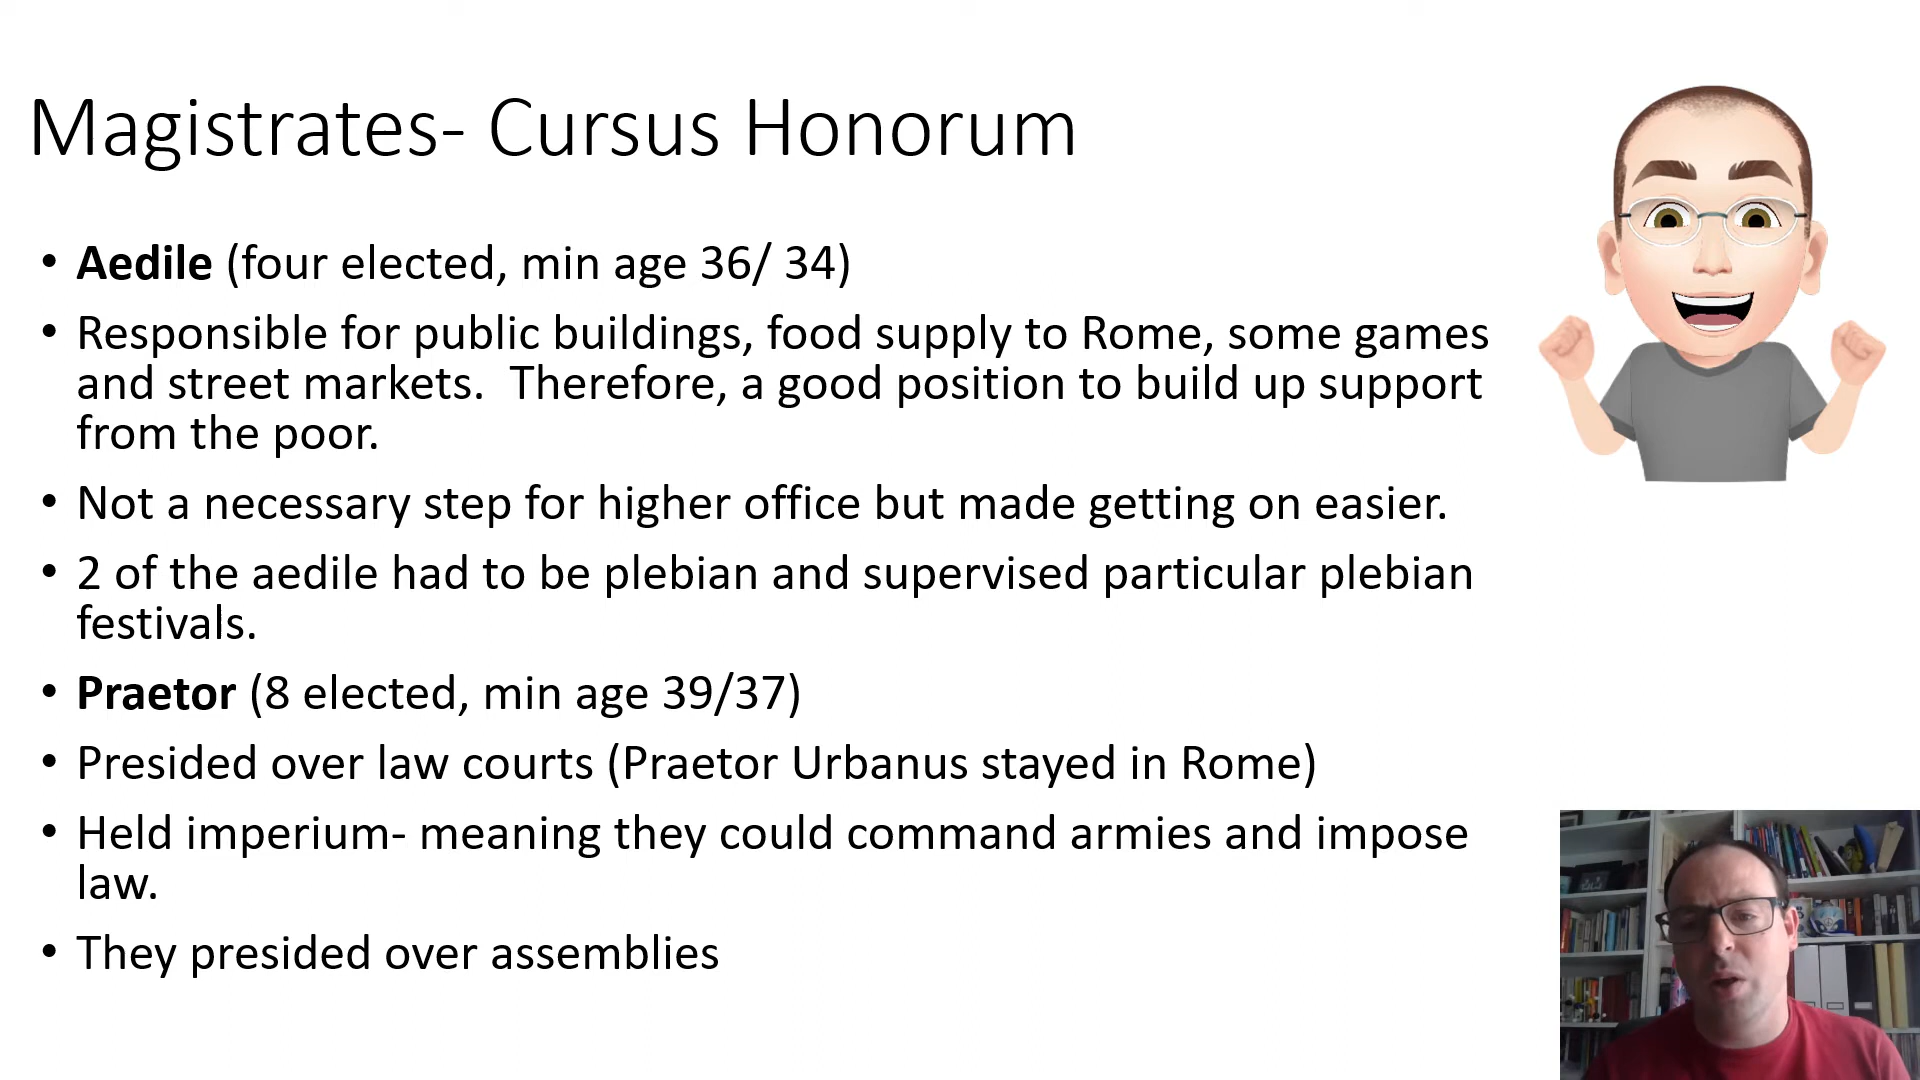 Magistrates- Cursus Honorum
• Aedile (four elected, min age 36/ 34)
• Responsible for public buildings, food supply to Rome, some games
and street markets.  Therefore, a good position to build up support
from the poor.
• Not a necessary step for higher office but made getting on easier.
• 2 of the aedile had to be plebian and supervised particular plebian
festivals.
• Praetor (8 elected, min age 39/37)
• Presided over law courts (Praetor Urbanus stayed in Rome)
• Held imperium- meaning they could command armies and impose
law.
• They presided over assemblies